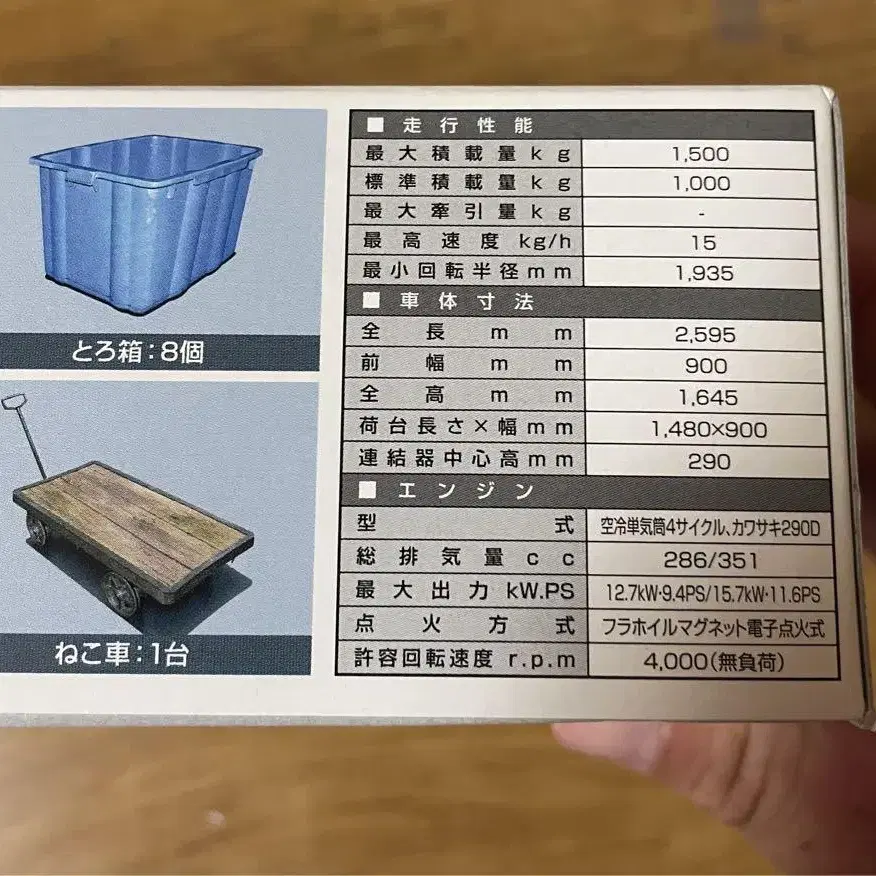 とろ箱:8個
ねこ車:1台
■ 走行性能
最大積載量kg 1,500
標準積載量kg 1,000
最大牽引量kg -
最高速度kg/h 15
最小回転半径mm 1,935
■ 車体寸法
全長mm 2,595
前幅mm 900
全高mm 1,645
荷台長さ×幅mm 1,480×900
連結器中心高mm 290
■ エンジン
型式 空冷単気筒4サイクル、カワサキ290D
総排気量cc 286/351
最大出力kW.PS 12.7kW・9.4PS/15.7kW・11.6PS
点火方式 フラホイルマグネット電子点火式
許容回転速度r.p.m 4,000(無負荷)